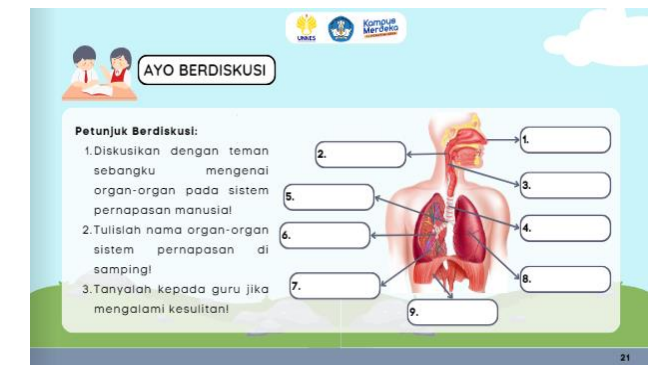 UNNES
Kampus
Merdeka
AYO BERDISKUSI
Petunjuk Berdiskusi:
1.Diskusikan dengan teman
sebangku mengenai
organ-organ pada sistem
pernapasan manusia!
2.Tulislah nama organ-organ
sistem pernapasan di
samping!
3.Tanyalah kepada guru jika
mengalami kesulitan!
1.
2.
3.
5.
4.
6.
8.
7.
9.
21